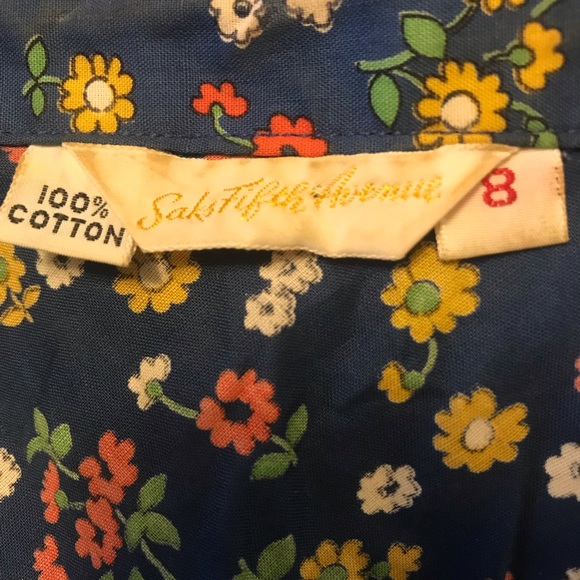 100%
COTTON
Saks Fifth Avenue
8